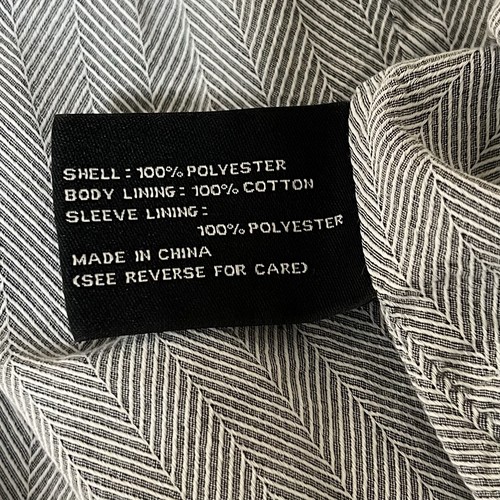 SHELL: 100% POLYESTER
BODY LINING: 100% COTTON
SLEEVE LINING:
100% POLYESTER
MADE IN CHINA
(SEE REVERSE FOR CARE)